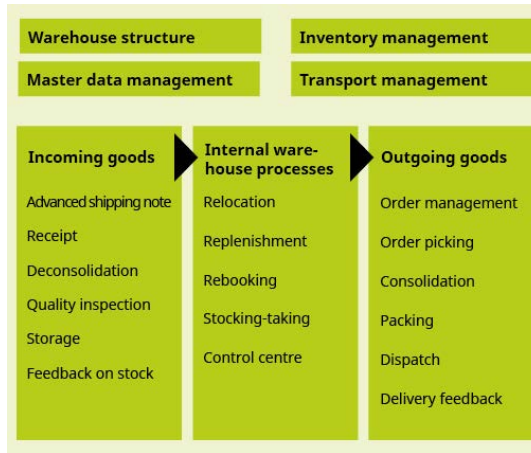 Warehouse structure
Inventory management
Master data management
Transport management
Incoming goods
Advanced shipping note
Receipt
Deconsolidation
Quality inspection
Storage
Feedback on stock
Internal ware-
house processes
Relocation
Replenishment
Rebooking
Stocking-taking
Control centre
Outgoing goods
Order management
Order picking
Consolidation
Packing
Dispatch
Delivery feedback